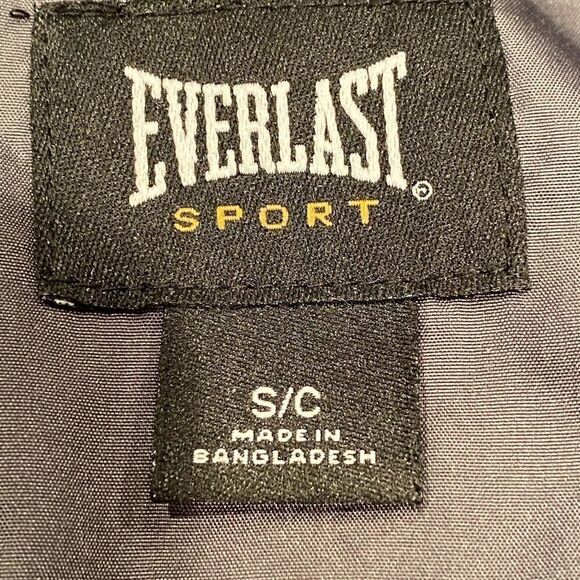 EVERLAST®
SPORT
S/C
MADE IN
BANGLADESH